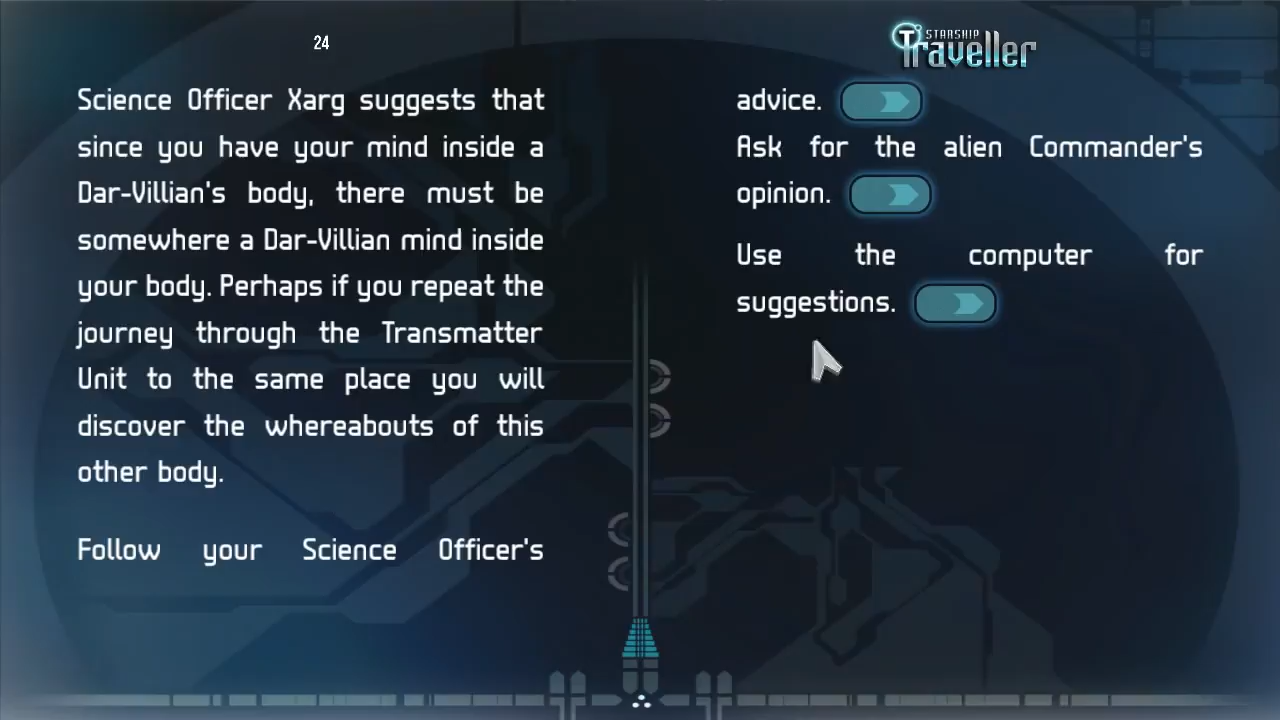 24
Science Officer Xarg suggests that
since you have your mind inside a
Dar-Villian's body, there must be
somewhere a Dar-Villian mind inside
your body. Perhaps if you repeat the
journey through the Transmatter
Unit to the same place you will
discover the whereabouts of this
other body.
Follow your Science Officer's
STARSHIP
Traveller
advice.
Ask for the alien Commander's
opinion.
Use the computer for
suggestions.